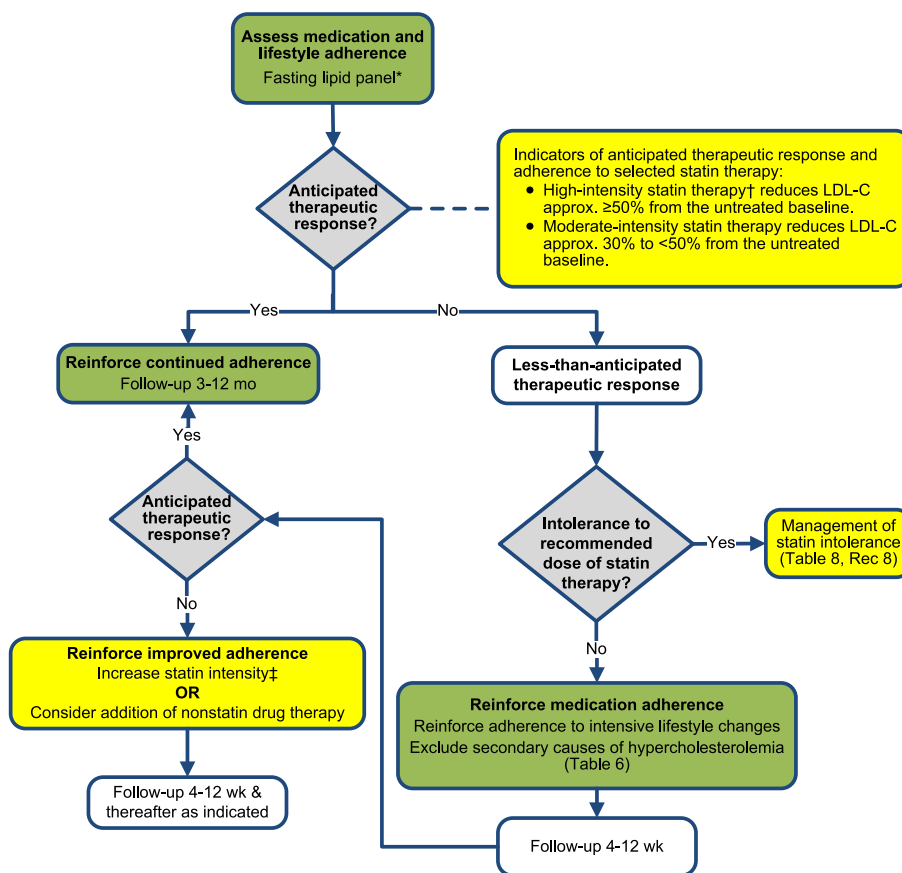 Assess medication and
lifestyle adherence
Fasting lipid panel*
Anticipated
therapeutic
response?
Indicators of anticipated therapeutic response and
adherence to selected statin therapy:
● High-intensity statin therapy† reduces LDL-C
approx. ≥50% from the untreated baseline.
● Moderate-intensity statin therapy reduces LDL-C
approx. 30% to <50% from the untreated
baseline.
Yes
No
Reinforce continued adherence
Follow-up 3-12 mo
Less-than-anticipated
therapeutic response
Yes
Anticipated
therapeutic
response?
Intolerance to
recommended
dose of statin
therapy?
Yes
Management of
statin intolerance
(Table 8, Rec 8)
No
Reinforce improved adherence
Increase statin intensity‡
OR
Consider addition of nonstatin drug therapy
No
Reinforce medication adherence
Reinforce adherence to intensive lifestyle changes
Exclude secondary causes of hypercholesterolemia
(Table 6)
Follow-up 4-12 wk &
thereafter as indicated
Follow-up 4-12 wk